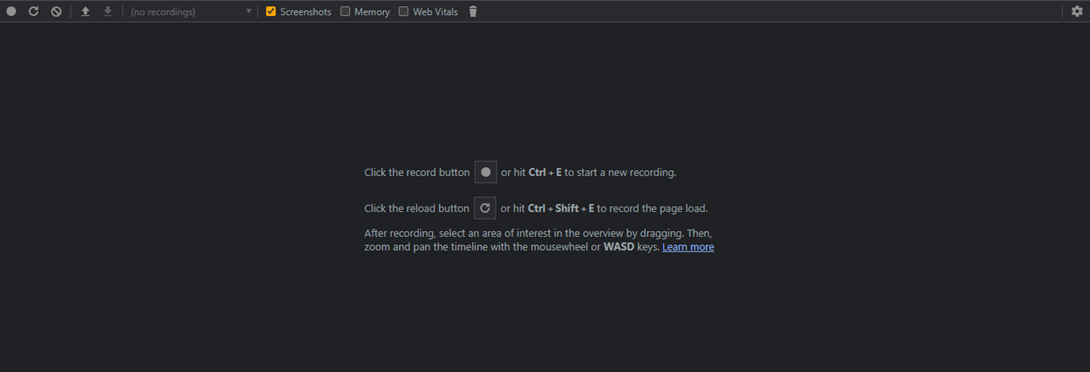 (no recordings) Screenshots Memory Web Vitals
Click the record button or hit Ctrl + E to start a new recording.
Click the reload button or hit Ctrl + Shift + E to record the page load.
After recording, select an area of interest in the overview by dragging. Then,
zoom and pan the timeline with the mousewheel or WASD keys. Learn more